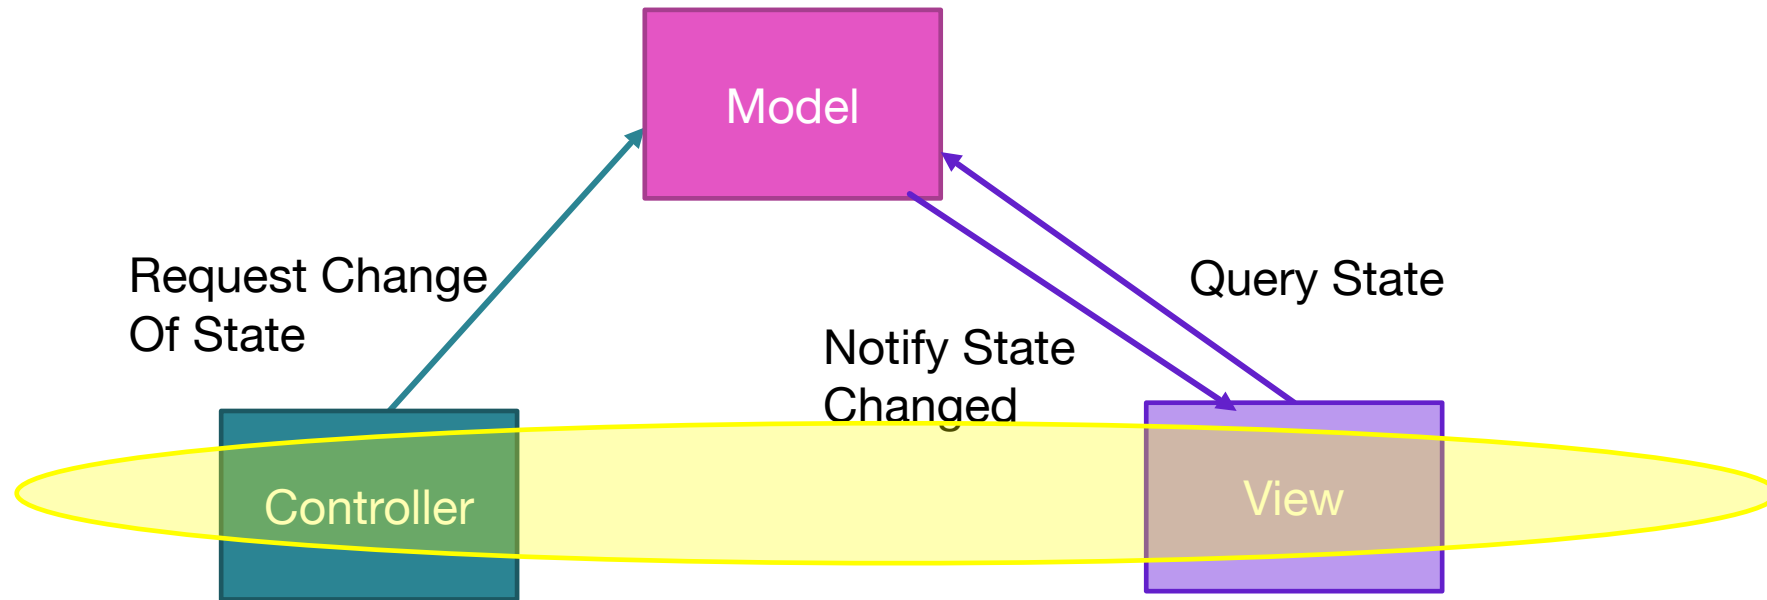 Model
Request Change
Of State
Query State
Notify State
Changed
Controller
View